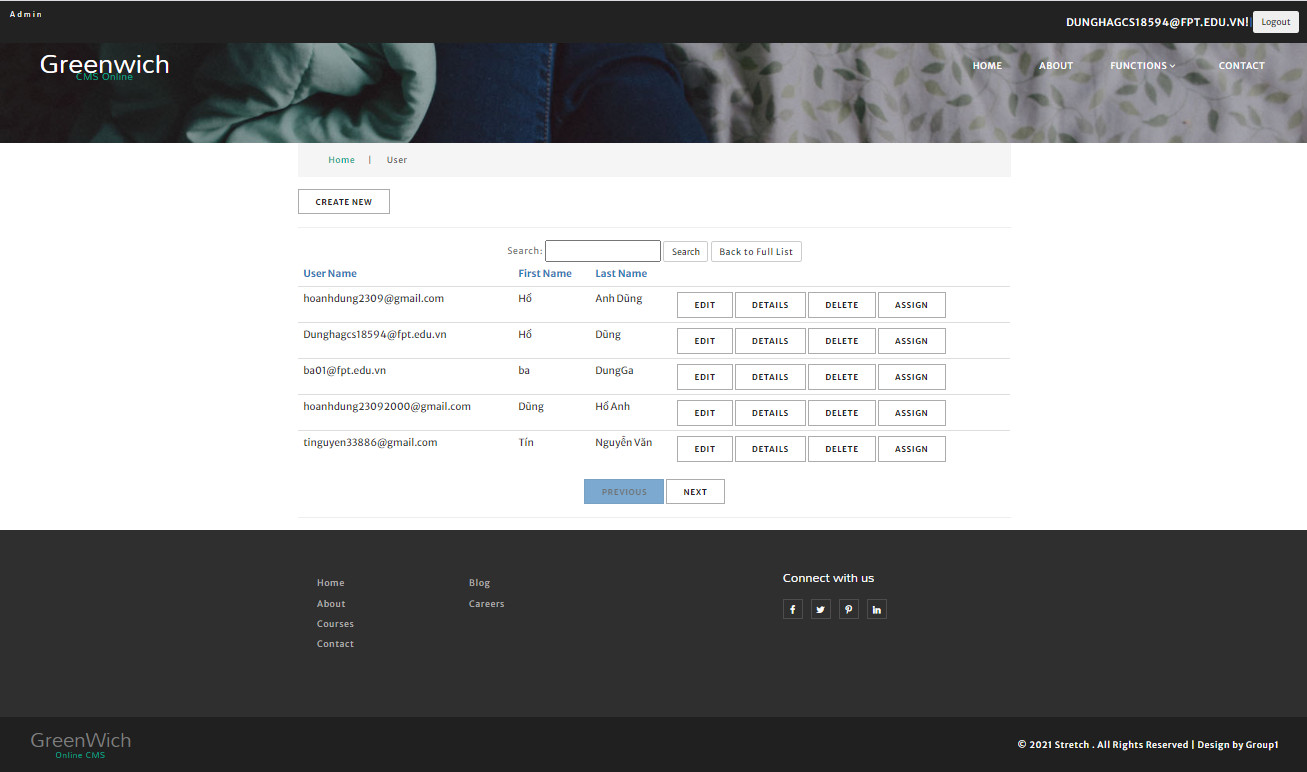 Admin
DUNGHAGCS18594@FPT.EDU.VN! Logout
Greenwich
CMS Online
HOME ABOUT FUNCTIONS CONTACT
Home | User
CREATE NEW
Search: Search Back to Full List
User Name First Name Last Name
hoanhdung2309@gmail.com Hồ Anh Dũng EDIT DETAILS DELETE ASSIGN
Dunghagcs18594@fpt.edu.vn Hồ Dũng EDIT DETAILS DELETE ASSIGN
ba01@fpt.edu.vn ba DungGa EDIT DETAILS DELETE ASSIGN
hoanhdung23092000@gmail.com Dũng Hồ Anh EDIT DETAILS DELETE ASSIGN
tinguyen33886@gmail.com Tín Nguyễn Văn EDIT DETAILS DELETE ASSIGN
PREVIOUS NEXT
Home Blog
About Careers
Courses
Contact
Connect with us
GreenWich
Online CMS
© 2021 Stretch . All Rights Reserved | Design by Group1